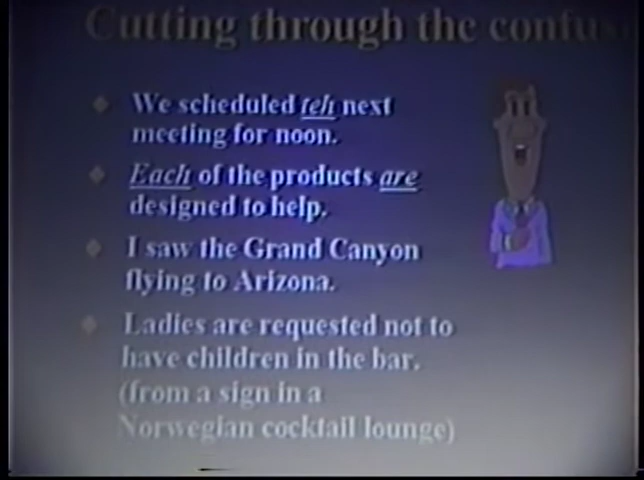 Cutting through the
We scheduled teh next
meeting for noon.
Each of the products are
designed to help.
I saw the Grand Canyon
flying to Arizona.
Ladies are requested not to
have children in the bar.
(from a sign in a
Norwegian cocktail lounge)